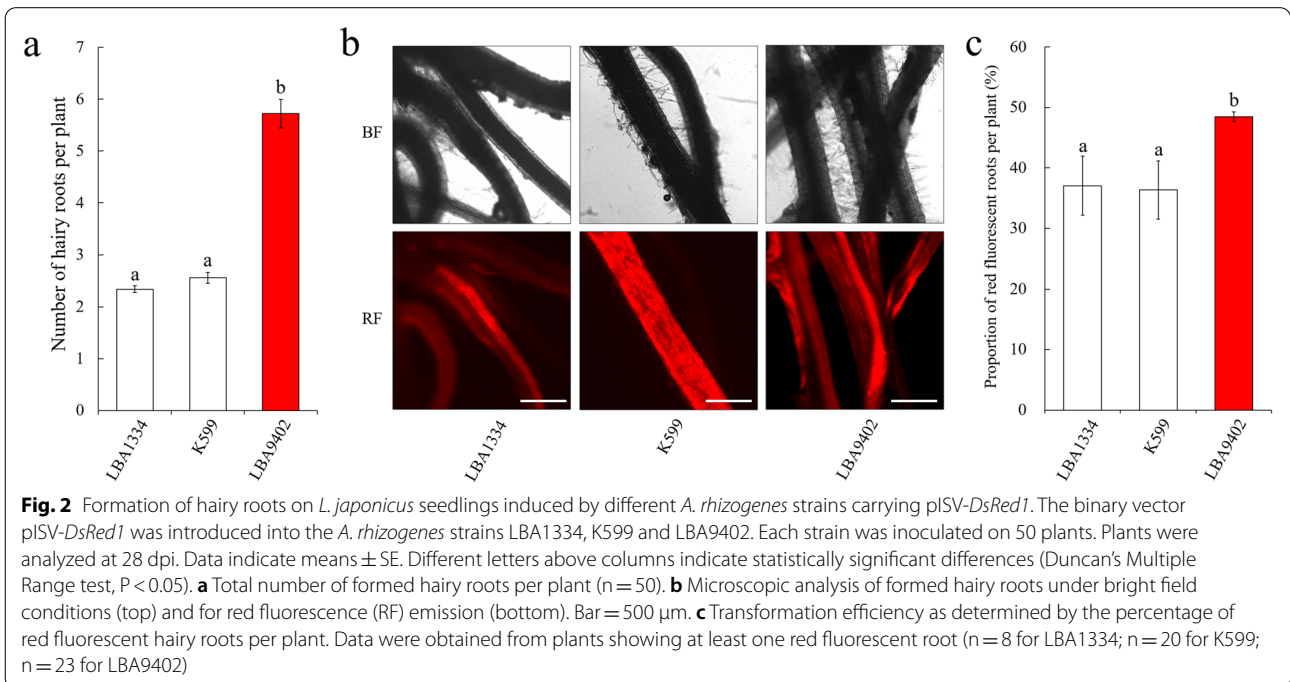 a
7
6
5
4
3
2
1
0
Number of hairy roots per plant
a
a
b
LBA1334
K599
LBA9402
b
BF
RF
LBA1334
K599
LBA9402
c
60
50
40
30
20
10
0
Proportion of red fluorescent roots per plant (%)
a
a
b
LBA1334
K599
LBA9402
Fig. 2 Formation of hairy roots on L. japonicus seedlings induced by different A. rhizogenes strains carrying pISV-DsRed1. The binary vector
pISV-DsRed1 was introduced into the A. rhizogenes strains LBA1334, K599 and LBA9402. Each strain was inoculated on 50 plants. Plants were
analyzed at 28 dpi. Data indicate means ± SE. Different letters above columns indicate statistically significant differences (Duncan's Multiple
Range test, P < 0.05). a Total number of formed hairy roots per plant (n = 50). b Microscopic analysis of formed hairy roots under bright field
conditions (top) and for red fluorescence (RF) emission (bottom). Bar = 500 μm. c Transformation efficiency as determined by the percentage of
red fluorescent hairy roots per plant. Data were obtained from plants showing at least one red fluorescent root (n = 8 for LBA1334; n = 20 for K599;
n = 23 for LBA9402)